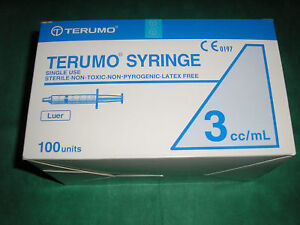 TERUMO
TERUMO® SYRINGE
CE 0197
SINGLE USE
STERILE·NON-TOXIC·NON-PYROGENIC·LATEX FREE
Luer
3 cc/mL
100 units